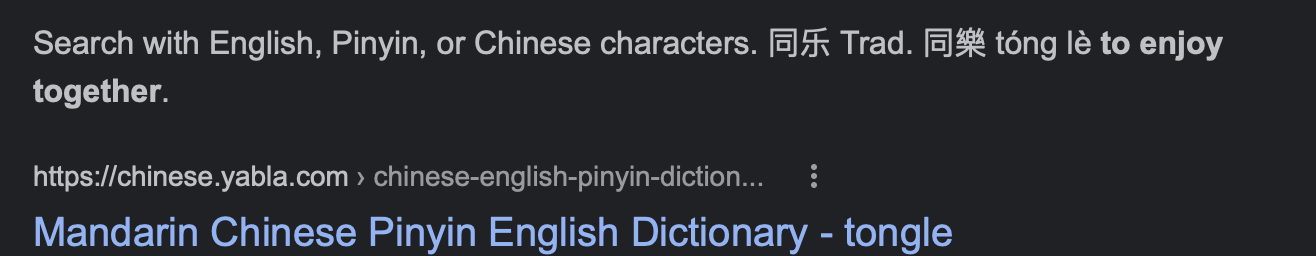 Search with English, Pinyin, or Chinese characters. 同乐 Trad. 同樂 tóng lè to enjoy
together.
https://chinese.yabla.com › chinese-english-pinyin-diction...
Mandarin Chinese Pinyin English Dictionary - tongle